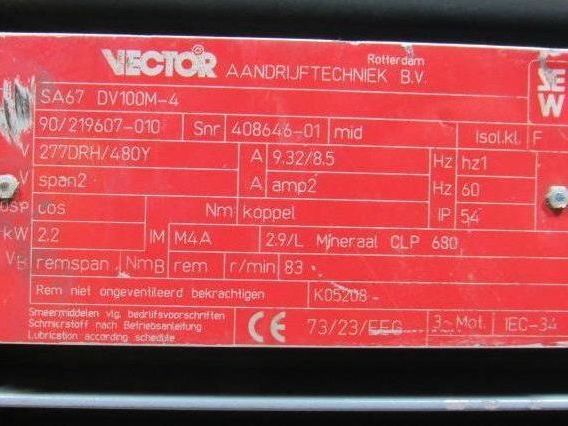 VECTOR Rotterdam
AANDRIJFTECHNIEK B.V.
SEW
SA67 DV100M-4
90/219607-010 Snr 408646-01 mid Isol.kl. F
V 277DRH/480Y A 9.32/8.5 Hz hz1
V span2 A amp2 Hz 60
cos Nm koppel IP 54
kW 2.2 IM M4A 2.9/L Mineraal CLP 680
VB remspan NmB rem r/min 83
Rem niet ongeventileerd bekrachtigen K05208
Smeermiddelen vlg. bedrijfsvoorschriften
Schmierstoff nach Betriebsanleitung
Lubrication according schedule
CE 73/23/EEG 3~Mot. IEC-34